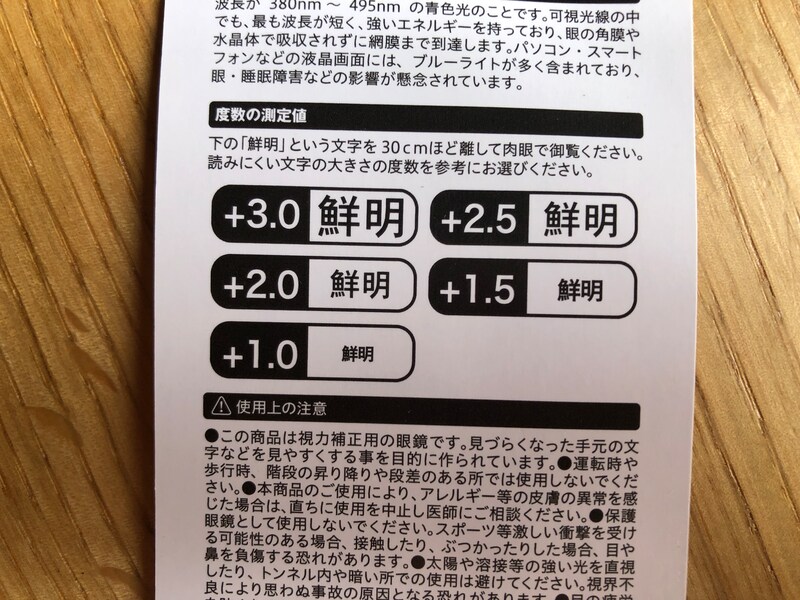 波長が 380nm～ 495nm の青色光のことです。可視光線の中
でも、最も波長が短く、強いエネルギーを持っており、眼の角膜や
水晶体で吸収されずに網膜まで到達します。パソコン・スマート
フォンなどの液晶画面には、ブルーライトが多く含まれており、
眼・睡眠障害などの影響が懸念されています。
度数の測定値
下の「鮮明」という文字を30cmほど離して肉眼で御覧ください。
読みにくい文字の大きさの度数を参考にお選びください。
+3.0 鮮明 +2.5 鮮明
+2.0 鮮明 +1.5 鮮明
+1.0 鮮明
使用上の注意
●この商品は視力補正用の眼鏡です。見づらくなった手元の文
字などを見やすくする事を目的に作られています。●運転時や
歩行時、階段の昇り降りや段差のある所では使用しないでくだ
さい。●本商品のご使用により、アレルギー等の皮膚の異常を感
じた場合は、直ちに使用を中止し医師にご相談ください。●保護
眼鏡として使用しないでください。スポーツ等激しい衝撃を受け
る可能性のある場合、接触したり、ぶつかったりした場合、目や
鼻を負傷する恐れがあります。●太陽や溶接等の強い光を直視
したり、トンネル内や暗い所での使用は避けてください。視界不
良により思わぬ事故の原因となる恐れがあります。●目の疲労